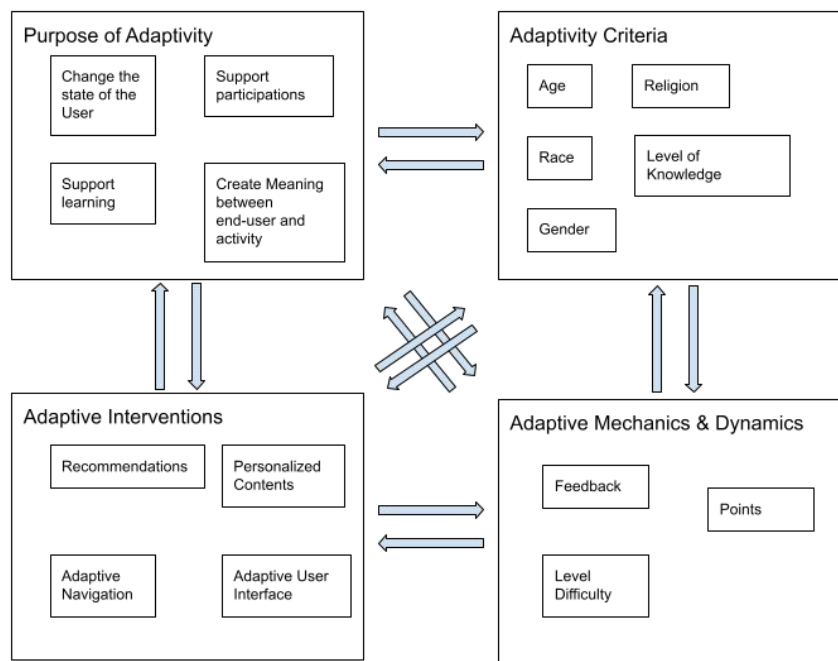 Purpose of Adaptivity
Change the
state of the
User
Support
participations
Support
learning
Create Meaning
between
end-user and
activity
Adaptivity Criteria
Age
Religion
Race
Level of
Knowledge
Gender
Adaptive Interventions
Recommendations
Personalized
Contents
Adaptive
Navigation
Adaptive User
Interface
Adaptive Mechanics & Dynamics
Feedback
Points
Level
Difficulty